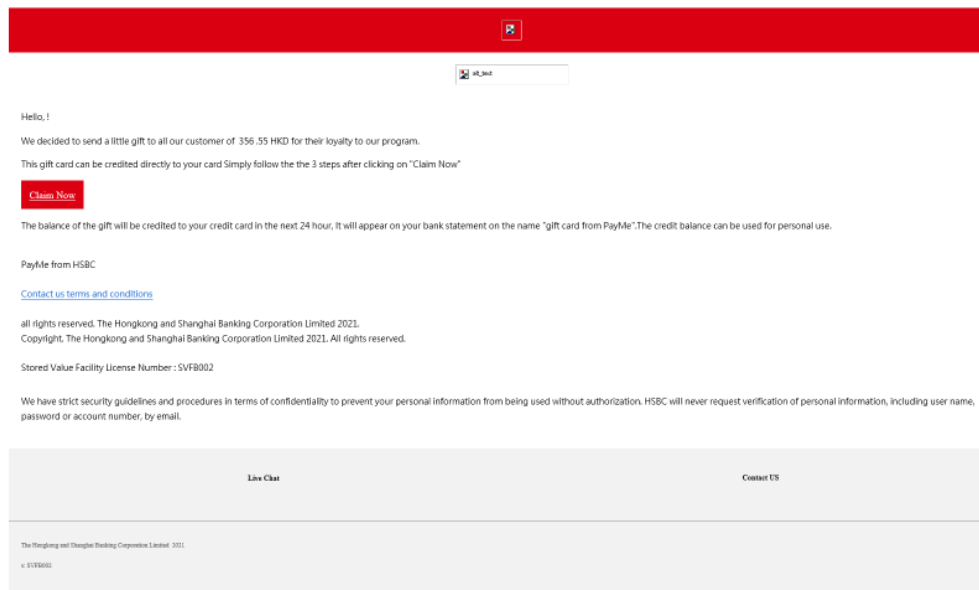 alt_text
Hello, !
We decided to send a little gift to all our customer of 356 .55 HKD for their loyalty to our program.
This gift card can be credited directly to your card Simply follow the the 3 steps after clicking on "Claim Now"
Claim Now
The balance of the gift will be credited to your credit card in the next 24 hour, It will appear on your bank statement on the name "gift card from PayMe".The credit balance can be used for personal use.
PayMe from HSBC
Contact us terms and conditions
all rights reserved. The Hongkong and Shanghai Banking Corporation Limited 2021.
Copyright. The Hongkong and Shanghai Banking Corporation Limited 2021. All rights reserved.
Stored Value Facility License Number : SVFB002
We have strict security guidelines and procedures in terms of confidentiality to prevent your personal information from being used without authorization. HSBC will never request verification of personal information, including user name,
password or account number, by email.
Live Chat
Contact US
The Hongkong and Shanghai Banking Corporation Limited 2021
: SVFB002